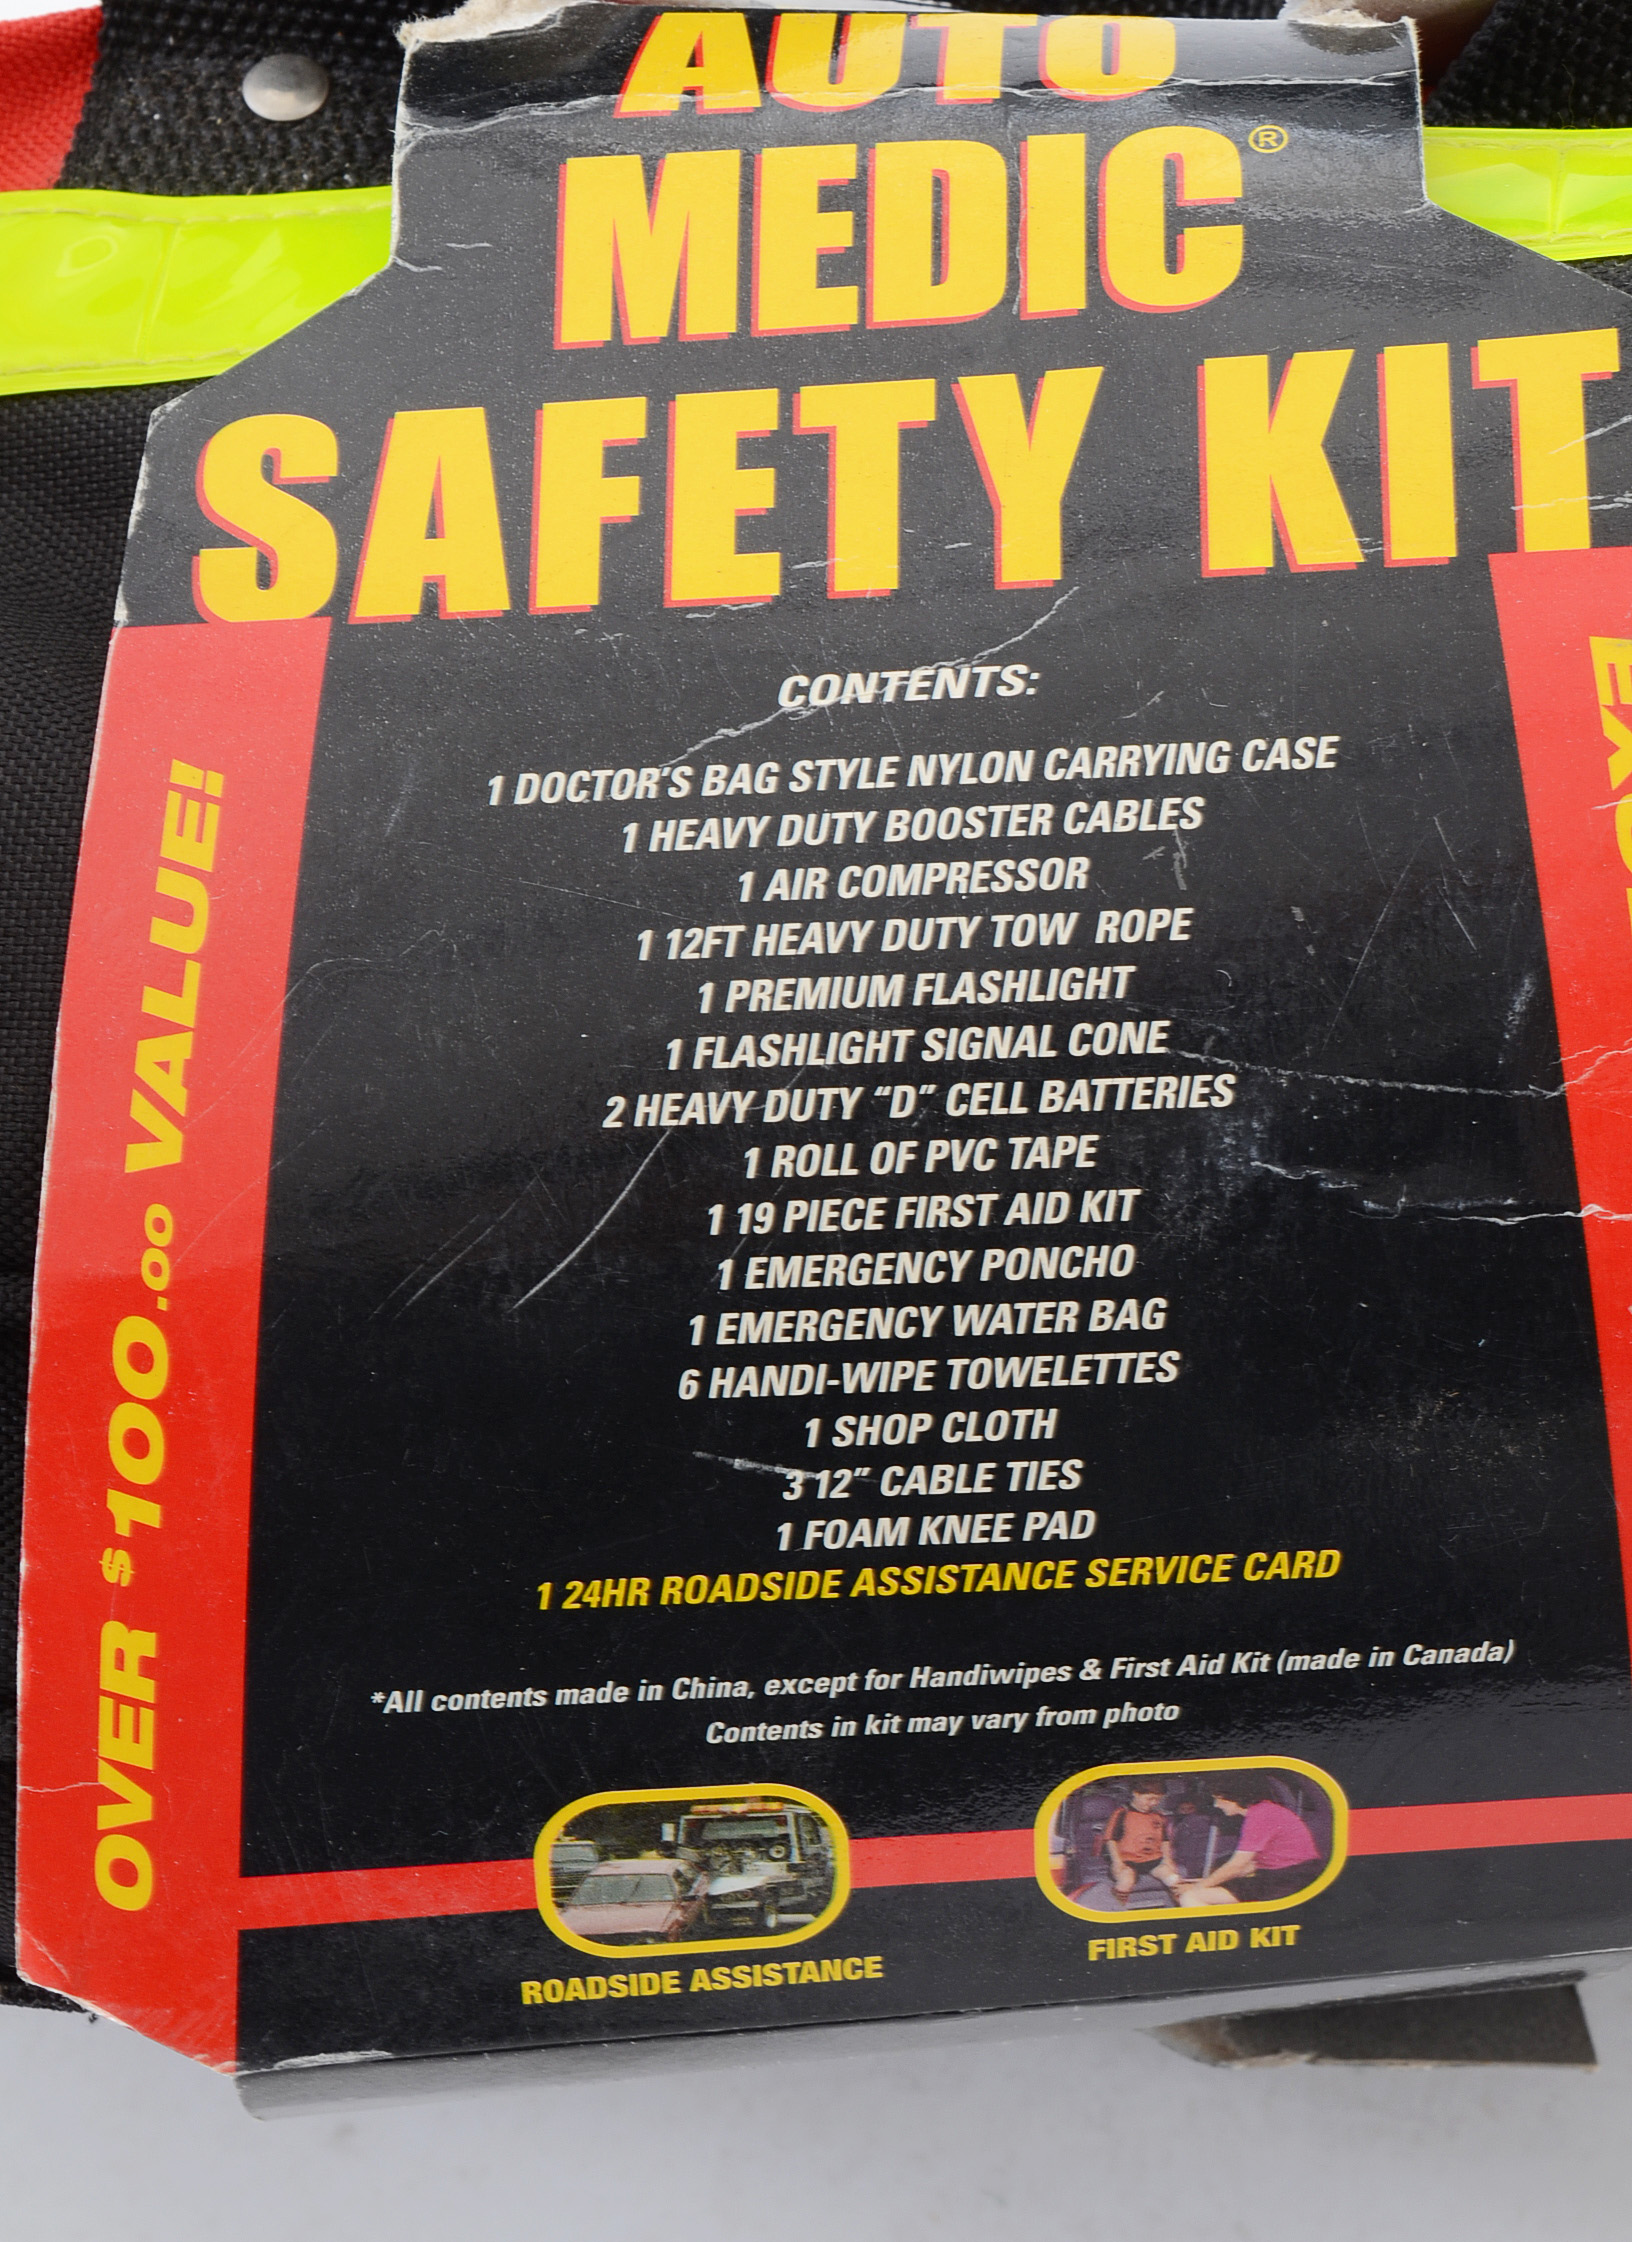 AUTO
MEDIC®
SAFETY KIT
CONTENTS:
1 DOCTOR'S BAG STYLE NYLON CARRYING CASE
1 HEAVY DUTY BOOSTER CABLES
1 AIR COMPRESSOR
1 12FT HEAVY DUTY TOW ROPE
1 PREMIUM FLASHLIGHT
1 FLASHLIGHT SIGNAL CONE
2 HEAVY DUTY “D” CELL BATTERIES
1 ROLL OF PVC TAPE
1 19 PIECE FIRST AID KIT
1 EMERGENCY PONCHO
1 EMERGENCY WATER BAG
6 HANDI-WIPE TOWELETTES
1 SHOP CLOTH
3 12” CABLE TIES
1 FOAM KNEE PAD
1 24HR ROADSIDE ASSISTANCE SERVICE CARD
*All contents made in China, except for Handiwipes & First Aid Kit (made in Canada)
Contents in kit may vary from photo
ROADSIDE ASSISTANCE
FIRST AID KIT
OVER $100.00 VALUE!